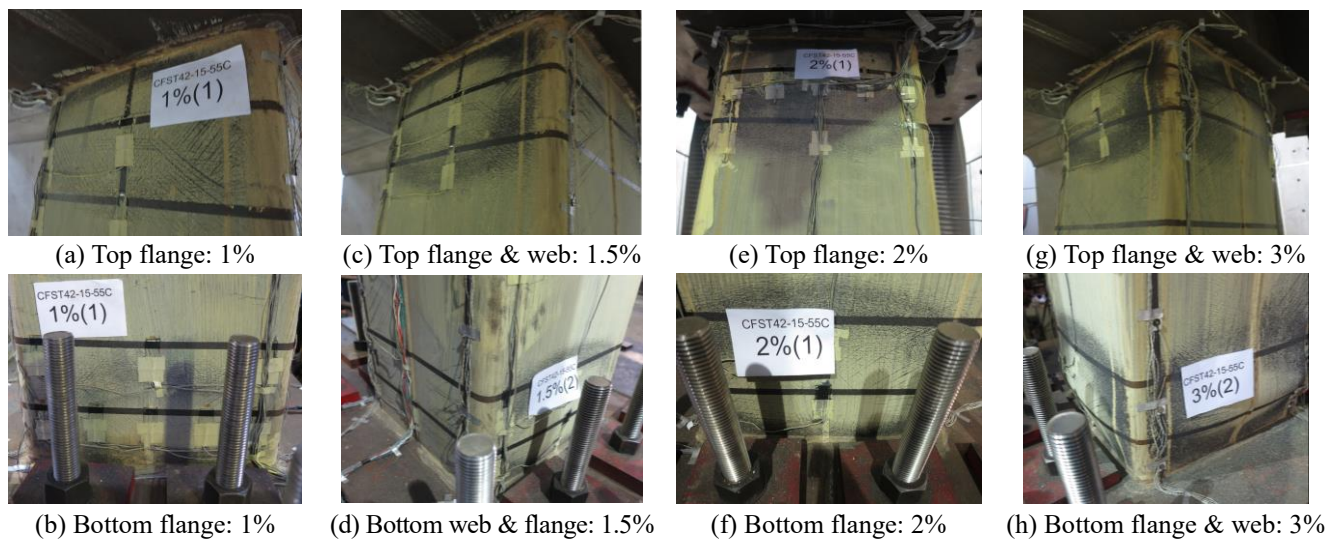 CFST42-15-55C
1%(1)
CFST42-15-55C
2%(1)
(a) Top flange: 1%
(c) Top flange & web: 1.5%
(e) Top flange: 2%
(g) Top flange & web: 3%
CFST42-15-55C
1%(1)
CFST42-15-55C
1.5%(2)
CFST42-15-55C
2%(1)
CFST42-15-55C
3%(2)
(b) Bottom flange: 1%
(d) Bottom web & flange: 1.5%
(f) Bottom flange: 2%
(h) Bottom flange & web: 3%